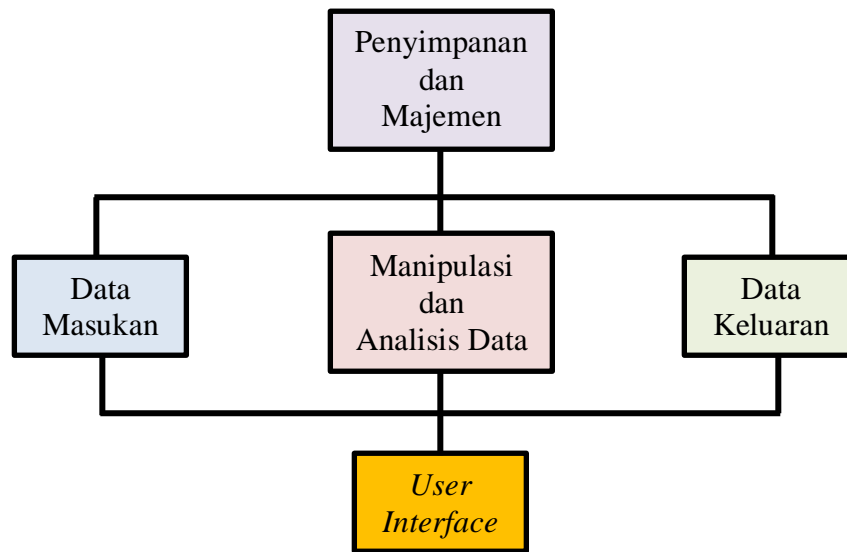 Penyimpanan
dan
Majemen
Data
Masukan
Manipulasi
dan
Analisis Data
Data
Keluaran
User
Interface